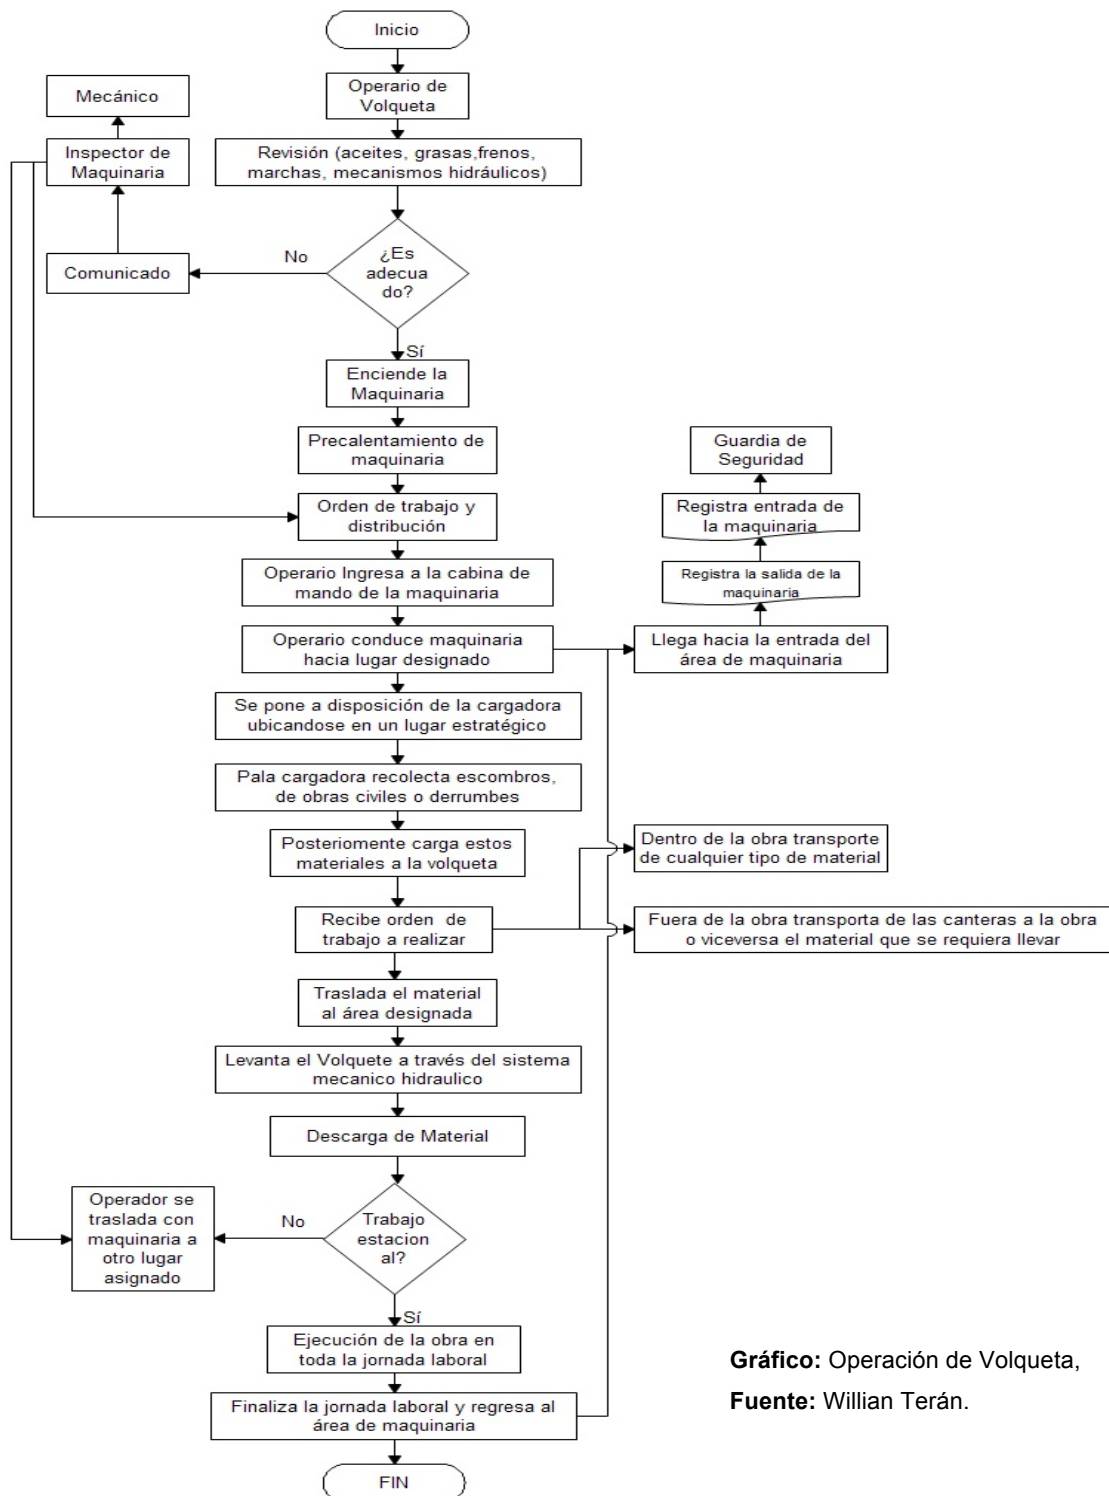 Inicio
Operario de
Volqueta
Mecánico
Inspector de
Maquinaria
Revisión (aceites, grasas,frenos,
marchas, mecanismos hidráulicos)
Comunicado
No
¿Es
adecua
do?
Sí
Enciende la
Maquinaria
Precalentamiento de
maquinaria
Orden de trabajo y
distribución
Guardia de
Seguridad
Registra entrada de
la maquinaria
Registra la salida de la
maquinaria
Operario Ingresa a la cabina de
mando de la maquinaria
Operario conduce maquinaria
hacia lugar designado
Llega hacia la entrada del
área de maquinaria
Se pone a disposición de la cargadora
ubicandose en un lugar estratégico
Pala cargadora recolecta escombros,
de obras civiles o derrumbes
Posteriomente carga estos
materiales a la volqueta
Dentro de la obra transporte
de cualquier tipo de material
Recibe orden de
trabajo a realizar
Fuera de la obra transporta de las canteras a la obra
o viceversa el material que se requiera llevar
Traslada el material
al área designada
Levanta el Volquete a través del sistema
mecanico hidraulico
Descarga de Material
Operador se
traslada con
maquinaria a
otro lugar
asignado
No
Trabajo
estacion
al?
Sí
Ejecución de la obra en
toda la jornada laboral
Finaliza la jornada laboral y regresa al
área de maquinaria
FIN
Gráfico: Operación de Volqueta,
Fuente: Willian Terán.